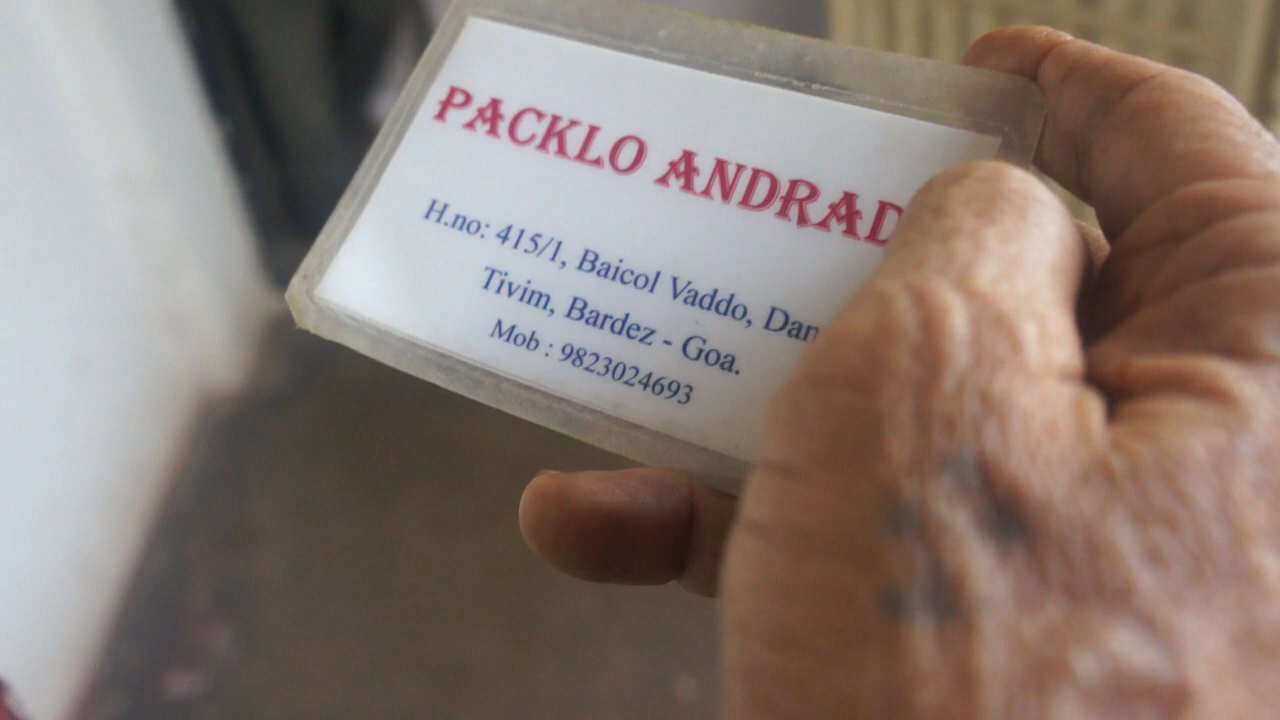 PACKLO ANDRAD
H.no: 415/1, Baicol Vaddo, Dan
Tivim, Bardez - Goa.
Mob : 9823024693